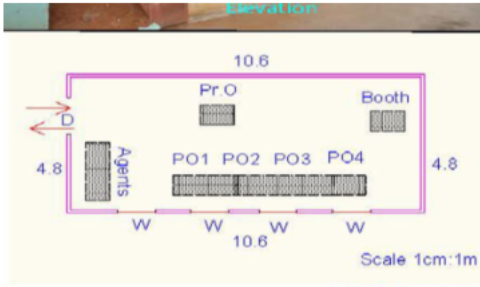 Elevation
10.6
Pr.O
Booth
D
Agents
PO1 PO2 PO3 PO4
4.8
4.8
W W W W
10.6
Scale 1cm:1m